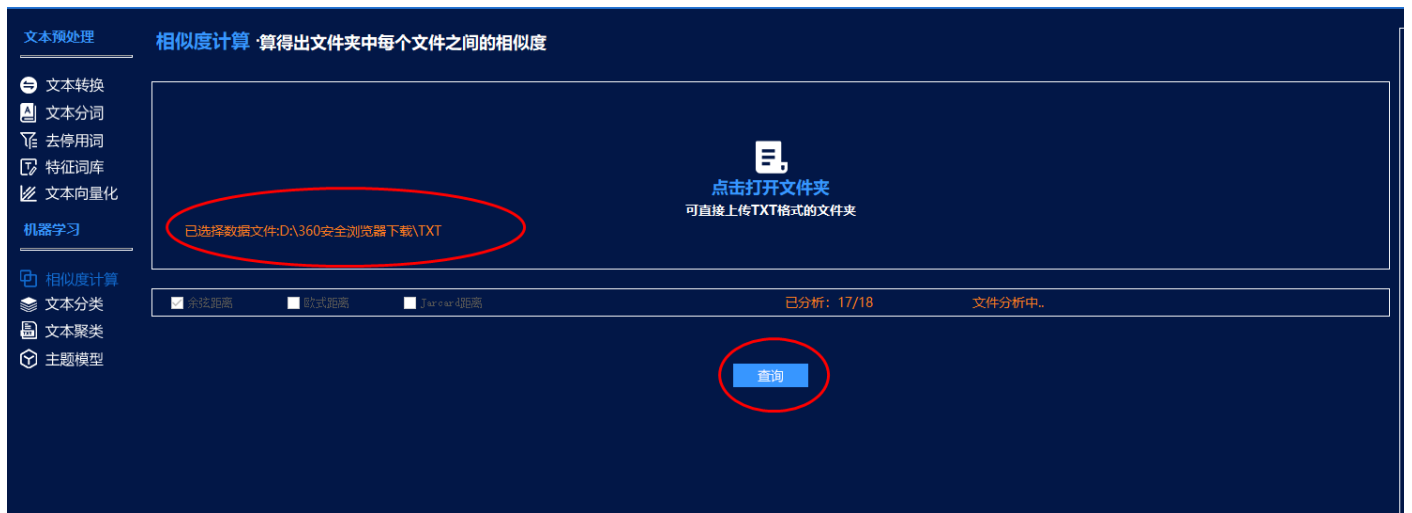 文本预处理
文本转换
文本分词
去停用词
特征词库
文本向量化
机器学习
相似度计算
文本分类
文本聚类
主题模型
相似度计算 ·算得出文件夹中每个文件之间的相似度
点击打开文件夹
可直接上传TXT格式的文件夹
已选择数据文件:D:\360安全浏览器下载\TXT
余弦距离 欧式距离 Jarcard距离 已分析：17/18 文件分析中..
查询